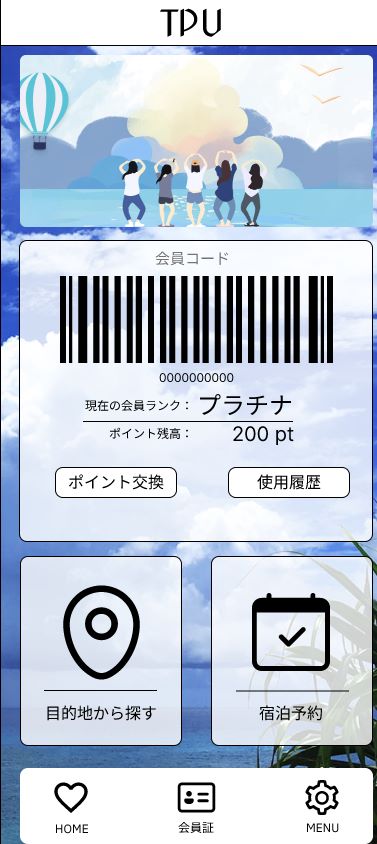 TPU
会員コード
0000000000
現在の会員ランク： プラチナ
ポイント残高： 200 pt
ポイント交換 使用履歴
目的地から探す 宿泊予約
HOME 会員証 MENU